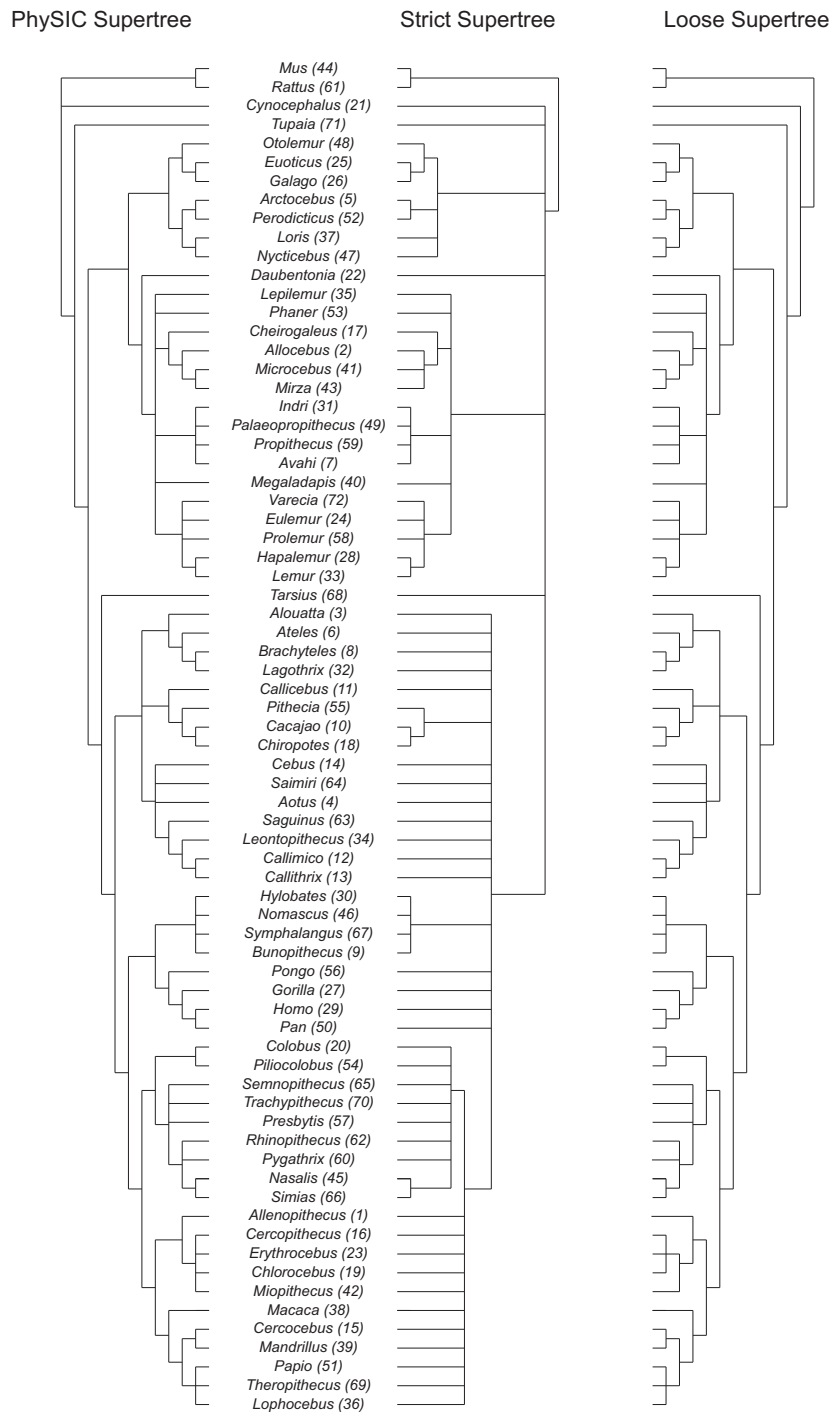 PhySIC Supertree
Strict Supertree
Loose Supertree
Mus (44)
Rattus (61)
Cynocephalus (21)
Tupaia (71)
Otolemur (48)
Euoticus (25)
Galago (26)
Arctocebus (5)
Perodicticus (52)
Loris (37)
Nycticebus (47)
Daubentonia (22)
Lepilemur (35)
Phaner (53)
Cheirogaleus (17)
Allocebus (2)
Microcebus (41)
Mirza (43)
Indri (31)
Palaeopropithecus (49)
Propithecus (59)
Avahi (7)
Megaladapis (40)
Varecia (72)
Eulemur (24)
Prolemur (58)
Hapalemur (28)
Lemur (33)
Tarsius (68)
Alouatta (3)
Ateles (6)
Brachyteles (8)
Lagothrix (32)
Callicebus (11)
Pithecia (55)
Cacajao (10)
Chiropotes (18)
Cebus (14)
Saimiri (64)
Aotus (4)
Saguinus (63)
Leontopithecus (34)
Callimico (12)
Callithrix (13)
Hylobates (30)
Nomascus (46)
Symphalangus (67)
Bunopithecus (9)
Pongo (56)
Gorilla (27)
Homo (29)
Pan (50)
Colobus (20)
Piliocolobus (54)
Semnopithecus (65)
Trachypithecus (70)
Presbytis (57)
Rhinopithecus (62)
Pygathrix (60)
Nasalis (45)
Simias (66)
Allenopithecus (1)
Cercopithecus (16)
Erythrocebus (23)
Chlorocebus (19)
Miopithecus (42)
Macaca (38)
Cercocebus (15)
Mandrillus (39)
Papio (51)
Theropithecus (69)
Lophocebus (36)